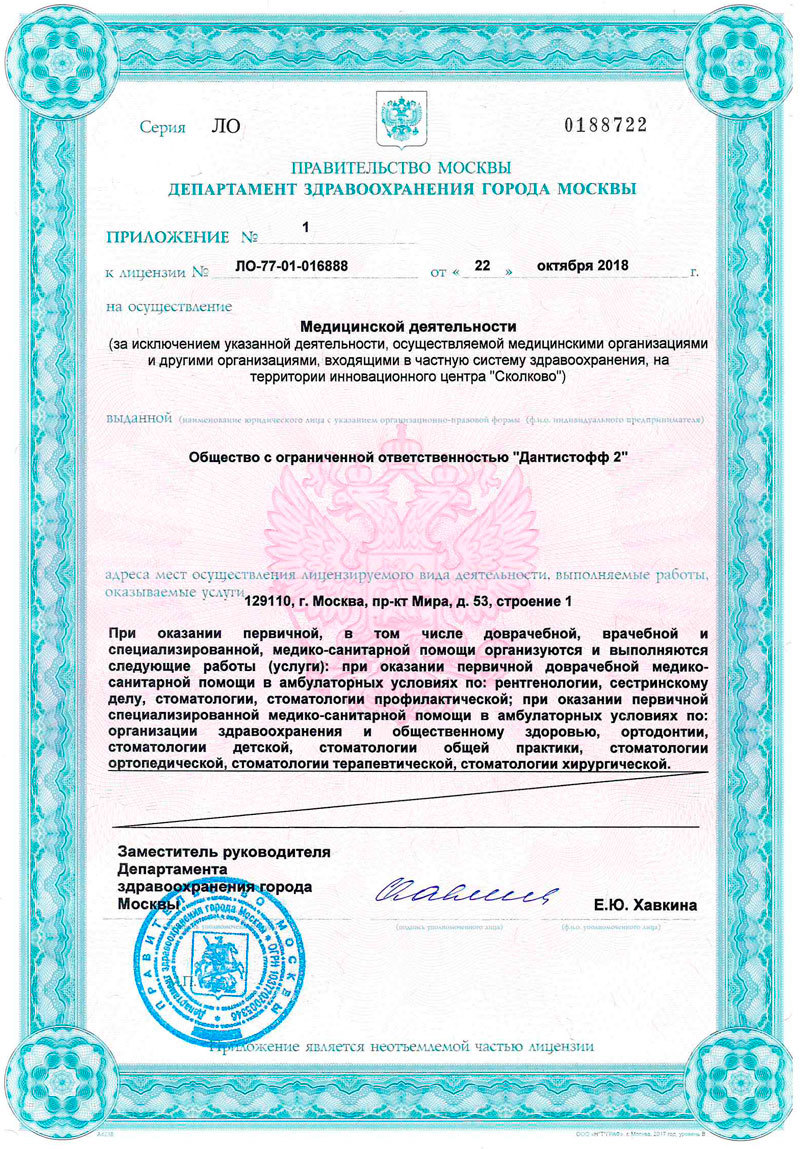 Серия ЛО 0188722
ПРАВИТЕЛЬСТВО МОСКВЫ
ДЕПАРТАМЕНТ ЗДРАВООХРАНЕНИЯ ГОРОДА МОСКВЫ
ПРИЛОЖЕНИЕ № 1
к лицензии № ЛО-77-01-016888 от « 22 » октября 2018 г.
на осуществление
Медицинской деятельности
(за исключением указанной деятельности, осуществляемой медицинскими организациями
и другими организациями, входящими в частную систему здравоохранения, на
территории инновационного центра "Сколково")
выданной (наименование юридического лица с указанием организационно-правовой формы (ф.и.о. индивидуального предпринимателя)
Общество с ограниченной ответственностью "Дантистофф 2"
адреса мест осуществления лицензируемого вида деятельности, выполняемые работы,
оказываемые услуги
129110, г. Москва, пр-кт Мира, д. 53, строение 1
При оказании первичной, в том числе доврачебной, врачебной и
специализированной, медико-санитарной помощи организуются и выполняются
следующие работы (услуги): при оказании первичной доврачебной медико-
санитарной помощи в амбулаторных условиях по: рентгенологии, сестринскому
делу, стоматологии, стоматологии профилактической; при оказании первичной
специализированной медико-санитарной помощи в амбулаторных условиях по:
организации здравоохранения и общественному здоровью, ортодонтии,
стоматологии детской, стоматологии общей практики, стоматологии
ортопедической, стоматологии терапевтической, стоматологии хирургической.
Заместитель руководителя
Департамента
здравоохранения города
Москвы
Е.Ю. Хавкина
(подпись уполномоченного лица) (ф.и.о. уполномоченного лица)
ПРАВИТЕЛЬСТВО МОСКВЫ
Департамент здравоохранения города Москвы ОГРН 1037702005346
Приложение является неотъемлемой частью лицензии